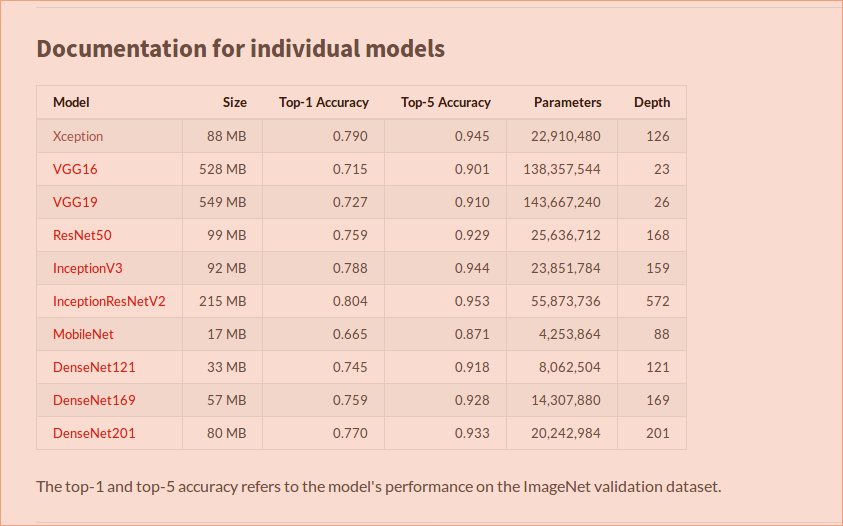 Documentation for individual models
Model Size Top-1 Accuracy Top-5 Accuracy Parameters Depth
Xception 88 MB 0.790 0.945 22,910,480 126
VGG16 528 MB 0.715 0.901 138,357,544 23
VGG19 549 MB 0.727 0.910 143,667,240 26
ResNet50 99 MB 0.759 0.929 25,636,712 168
InceptionV3 92 MB 0.788 0.944 23,851,784 159
InceptionResNetV2 215 MB 0.804 0.953 55,873,736 572
MobileNet 17 MB 0.665 0.871 4,253,864 88
DenseNet121 33 MB 0.745 0.918 8,062,504 121
DenseNet169 57 MB 0.759 0.928 14,307,880 169
DenseNet201 80 MB 0.770 0.933 20,242,984 201
The top-1 and top-5 accuracy refers to the model's performance on the ImageNet validation dataset.